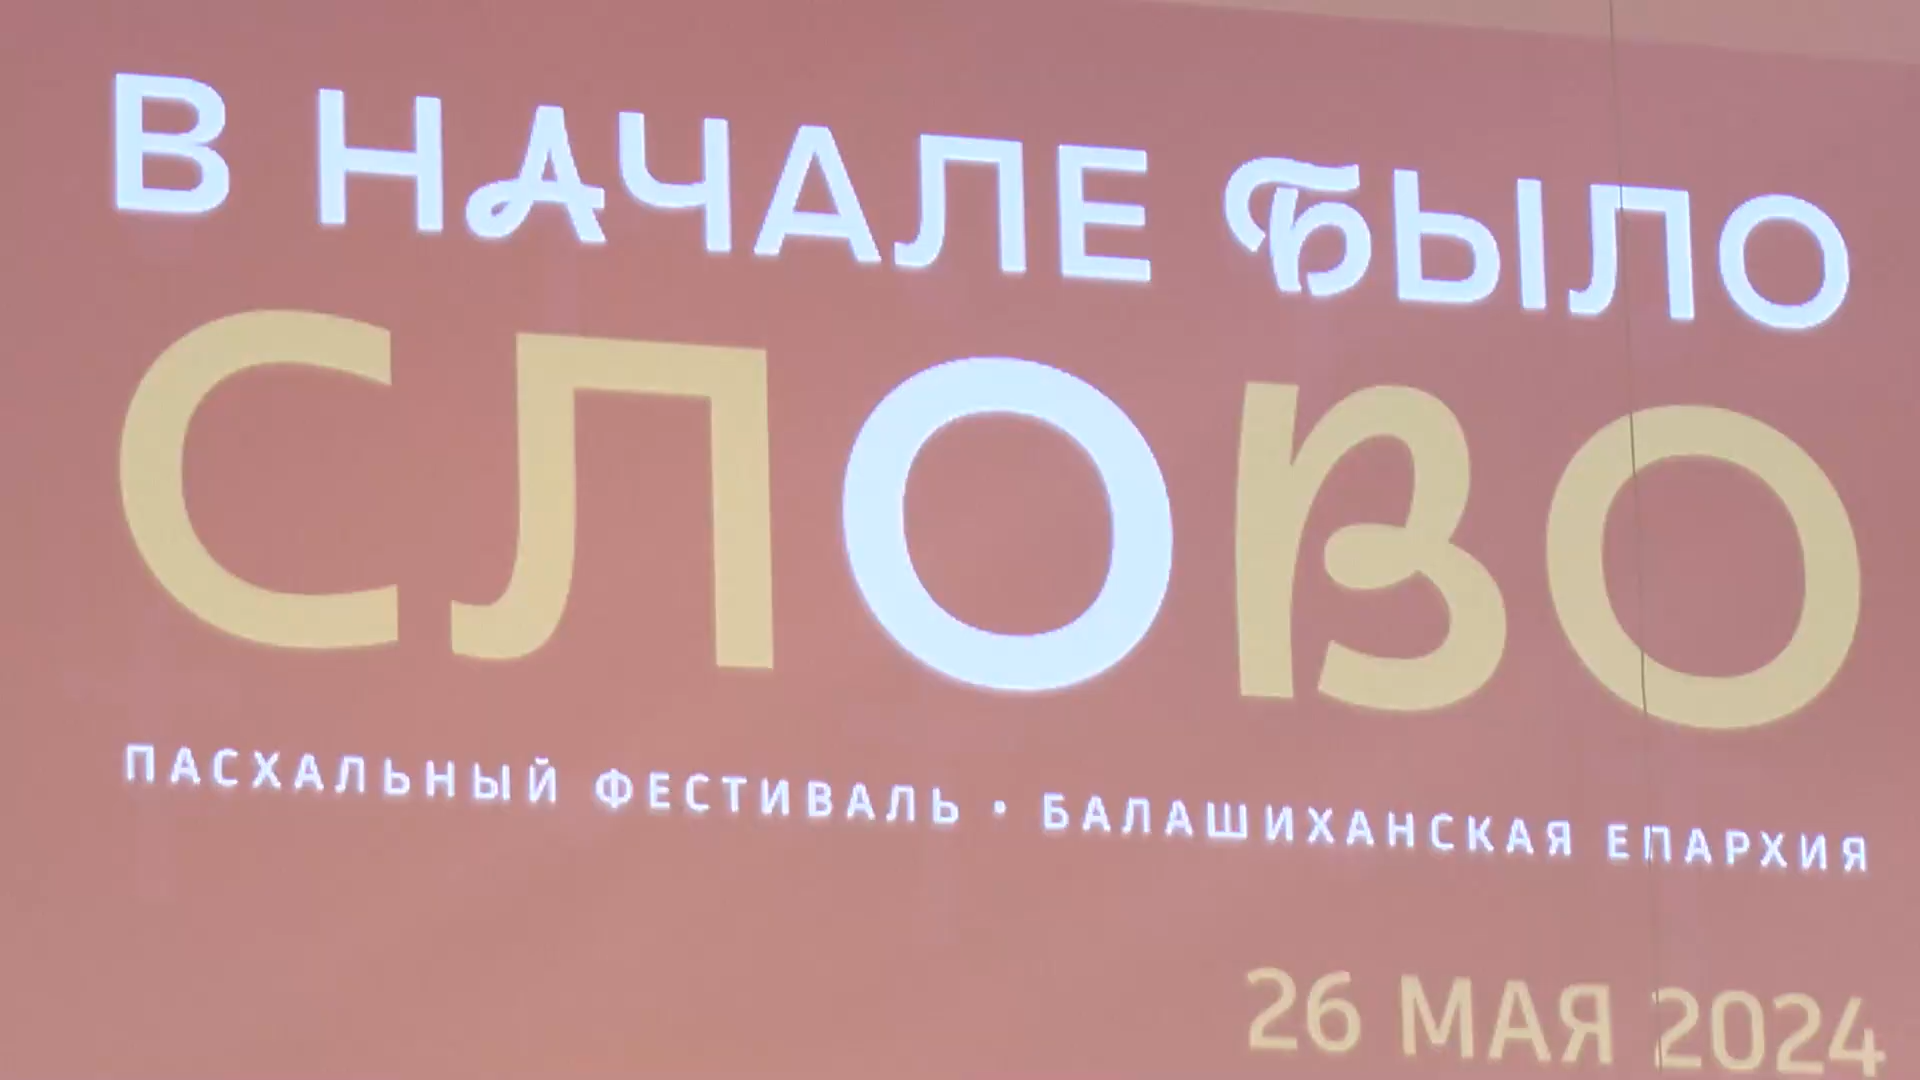 В НАЧАЛЕ БЫЛО
СЛОВО
ПАСХАЛЬНЫЙ ФЕСТИВАЛЬ • БАЛАШИХАНСКАЯ ЕПАРХИЯ
26 МАЯ 2024